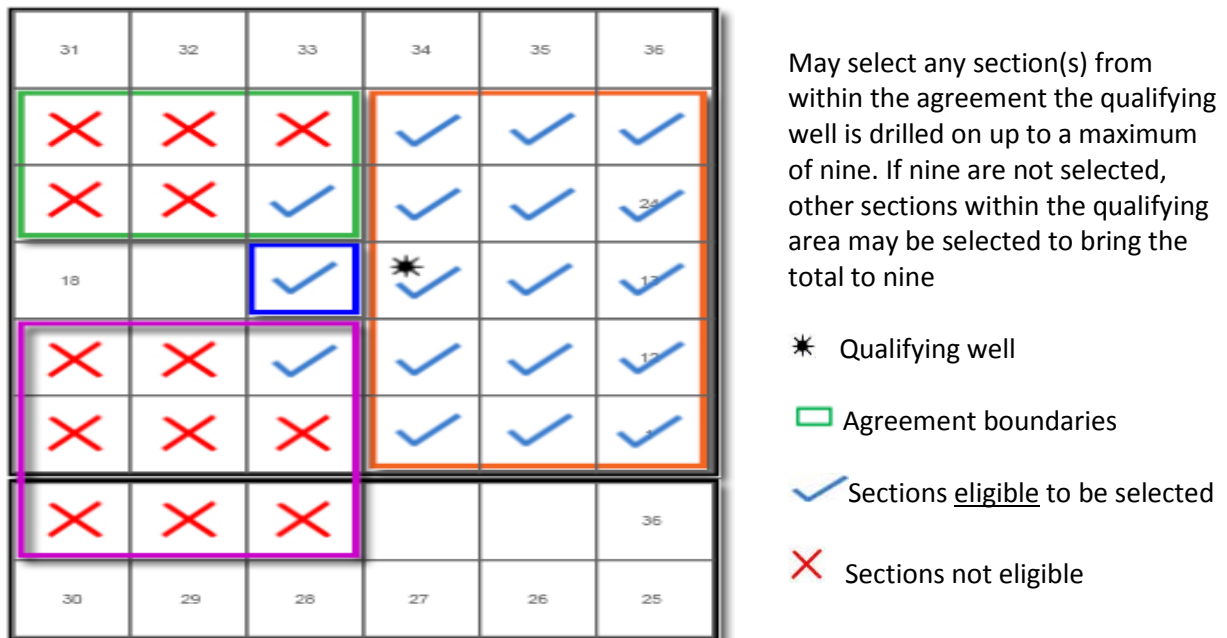 31 32 33 34 35 36
24
18 13
12
1
36
30 29 28 27 26 25
May select any section(s) from
within the agreement the qualifying
well is drilled on up to a maximum
of nine. If nine are not selected,
other sections within the qualifying
area may be selected to bring the
total to nine
Qualifying well
Agreement boundaries
Sections eligible to be selected
Sections not eligible